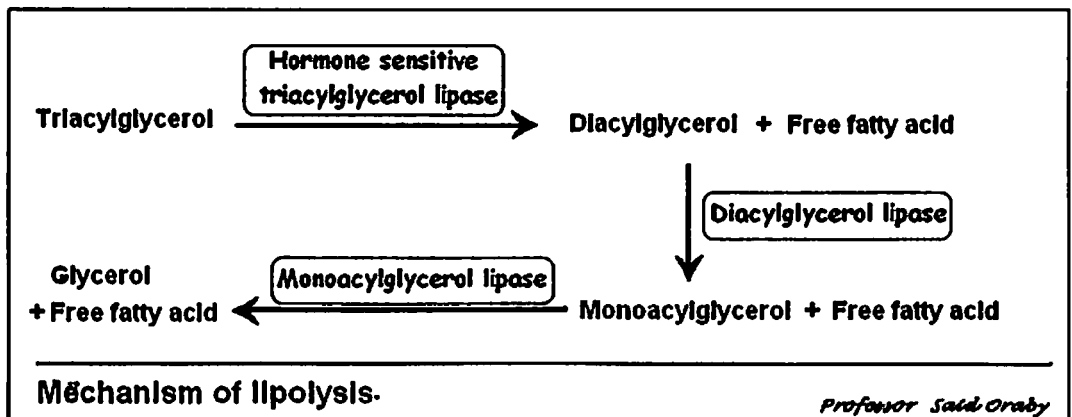 Hormone sensitive
triacylglycerol lipase
Triacylglycerol
Diacylglycerol + Free fatty acid
Diacylglycerol lipase
Glycerol
+ Free fatty acid
Monoacylglycerol lipase
Monoacylglycerol + Free fatty acid
Mechanism of lipolysis.
Professor Said Oraby